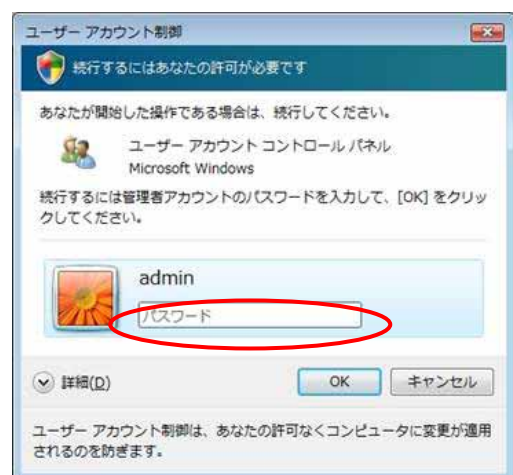 ユーザー アカウント制御
続行するにはあなたの許可が必要です
あなたが開始した操作である場合は、続行してください。
ユーザー アカウント コントロール パネル
Microsoft Windows
続行するには管理者アカウントのパスワードを入力して、[OK] をクリッ
クしてください。
admin
パスワード
詳細(D)
OK
キャンセル
ユーザー アカウント制御は、あなたの許可なくコンピュータに変更が適用
されるのを防ぎます。